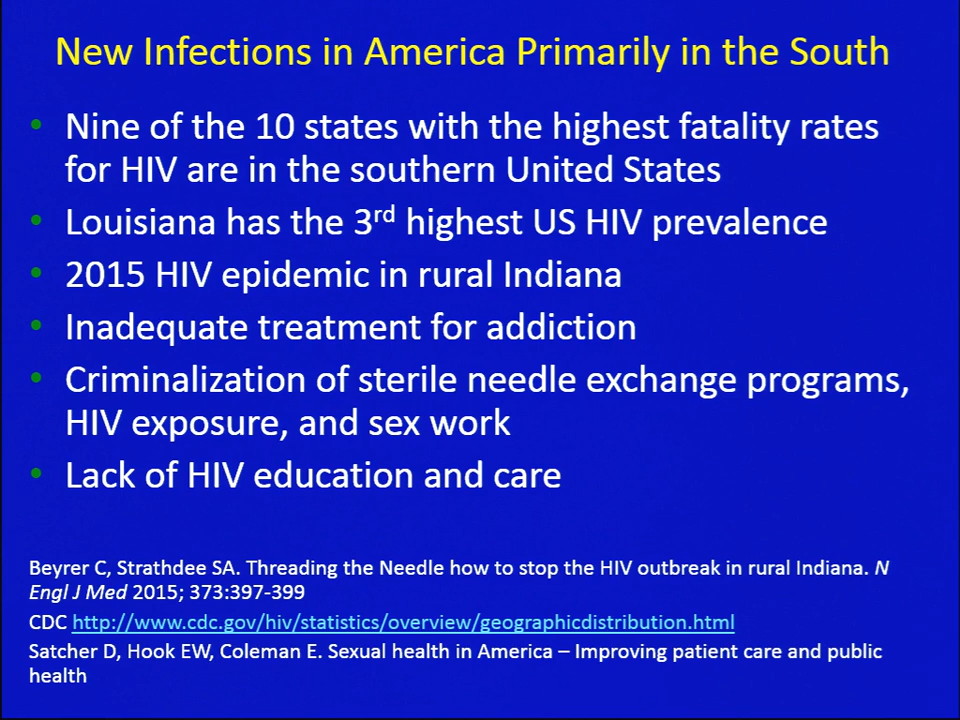 New Infections in America Primarily in the South
• Nine of the 10 states with the highest fatality rates
for HIV are in the southern United States
• Louisiana has the 3rd highest US HIV prevalence
• 2015 HIV epidemic in rural Indiana
• Inadequate treatment for addiction
• Criminalization of sterile needle exchange programs,
HIV exposure, and sex work
• Lack of HIV education and care
Beyrer C, Strathdee SA. Threading the Needle how to stop the HIV outbreak in rural Indiana. N
Engl J Med 2015; 373:397-399
CDC http://www.cdc.gov/hiv/statistics/overview/geographicdistribution.html
Satcher D, Hook EW, Coleman E. Sexual health in America – Improving patient care and public
health